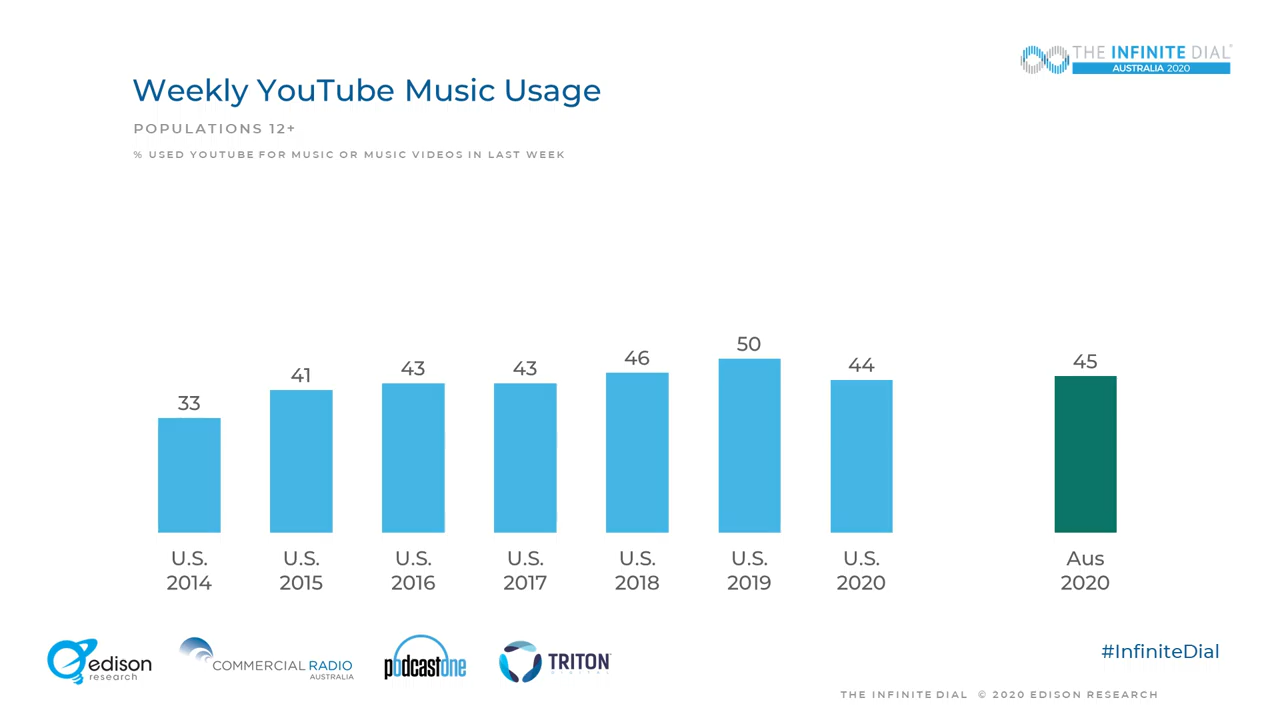 THE INFINITE DIAL®
AUSTRALIA 2020
Weekly YouTube Music Usage
POPULATIONS 12+
% USED YOUTUBE FOR MUSIC OR MUSIC VIDEOS IN LAST WEEK
33
41
43
43
46
50
44
45
U.S. 2014
U.S. 2015
U.S. 2016
U.S. 2017
U.S. 2018
U.S. 2019
U.S. 2020
Aus 2020
edison
research
COMMERCIAL RADIO
AUSTRALIA
podcastone
TRITON
DIGITAL
#InfiniteDial
THE INFINITE DIAL © 2020 EDISON RESEARCH